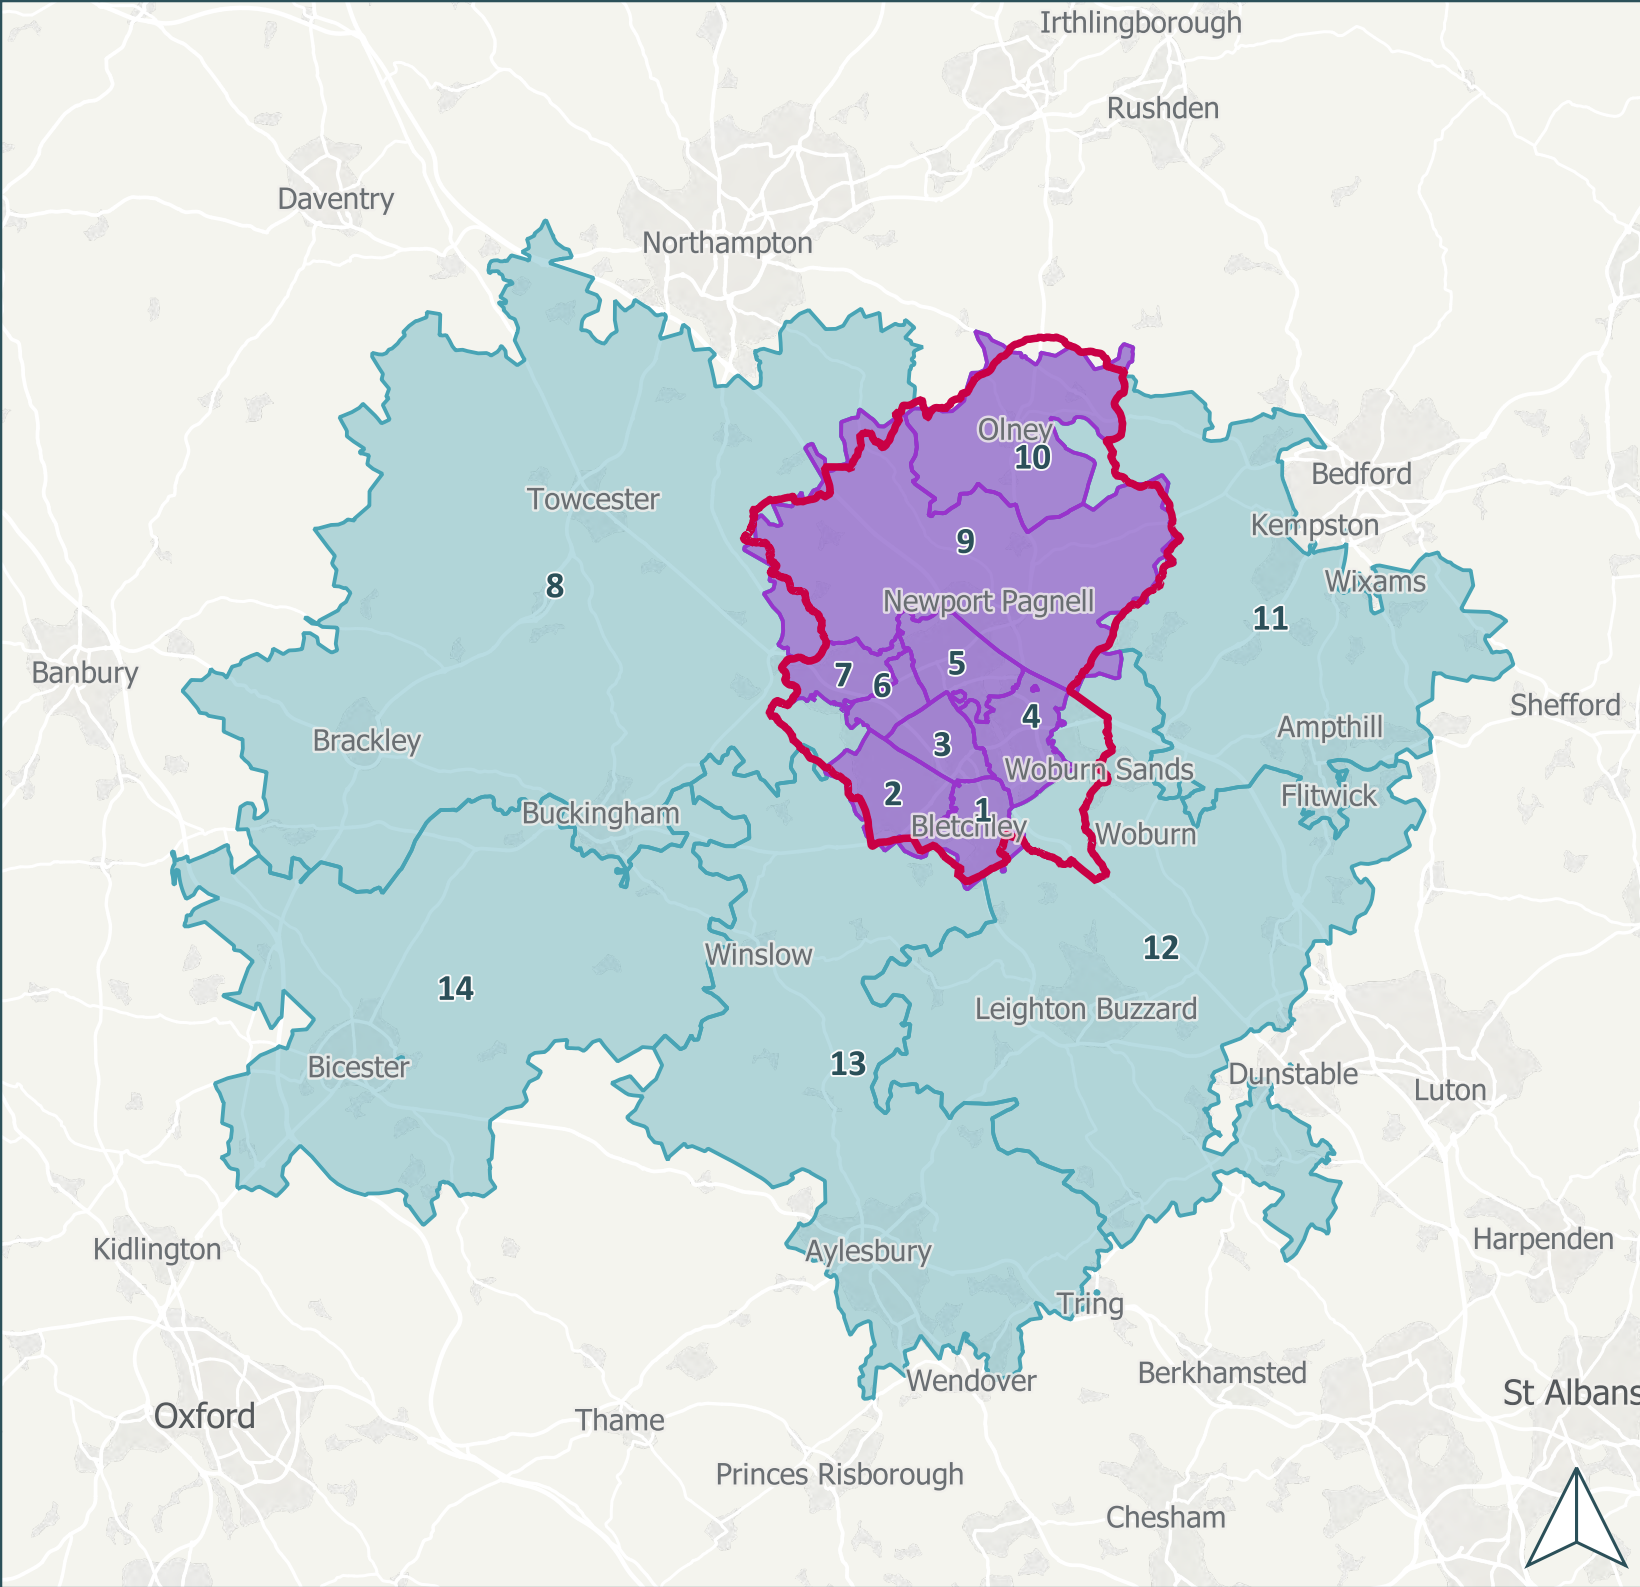 Irthlingborough
Rushden
Daventry
Northampton
Olney
10
Bedford
Towcester
Kempston
9
Wixams
8
Newport Pagnell
11
5
Banbury
7
6
Shefford
4
Ampthill
Brackley
3
Woburn Sands
2
Flitwick
1
Buckingham
Bletchley
Woburn
12
Winslow
14
Leighton Buzzard
13
Bicester
Dunstable
Luton
Harpenden
Kidlington
Aylesbury
Tring
Berkhamsted
Wendover
St Albans
Oxford
Thame
Princes Risborough
Chesham